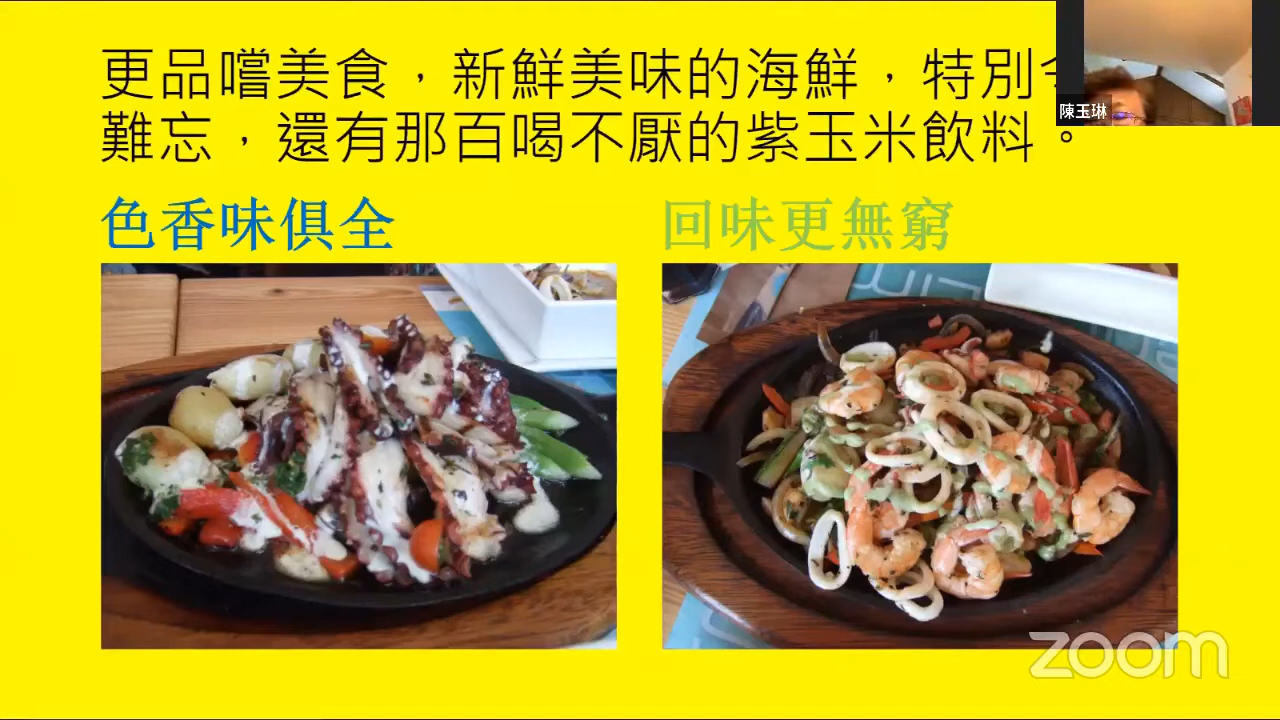 更品嚐美食，新鮮美味的海鮮，特別
難忘，還有那百喝不厭的紫玉米飲料。
陳玉琳
色香味俱全
回味更無窮
zoom